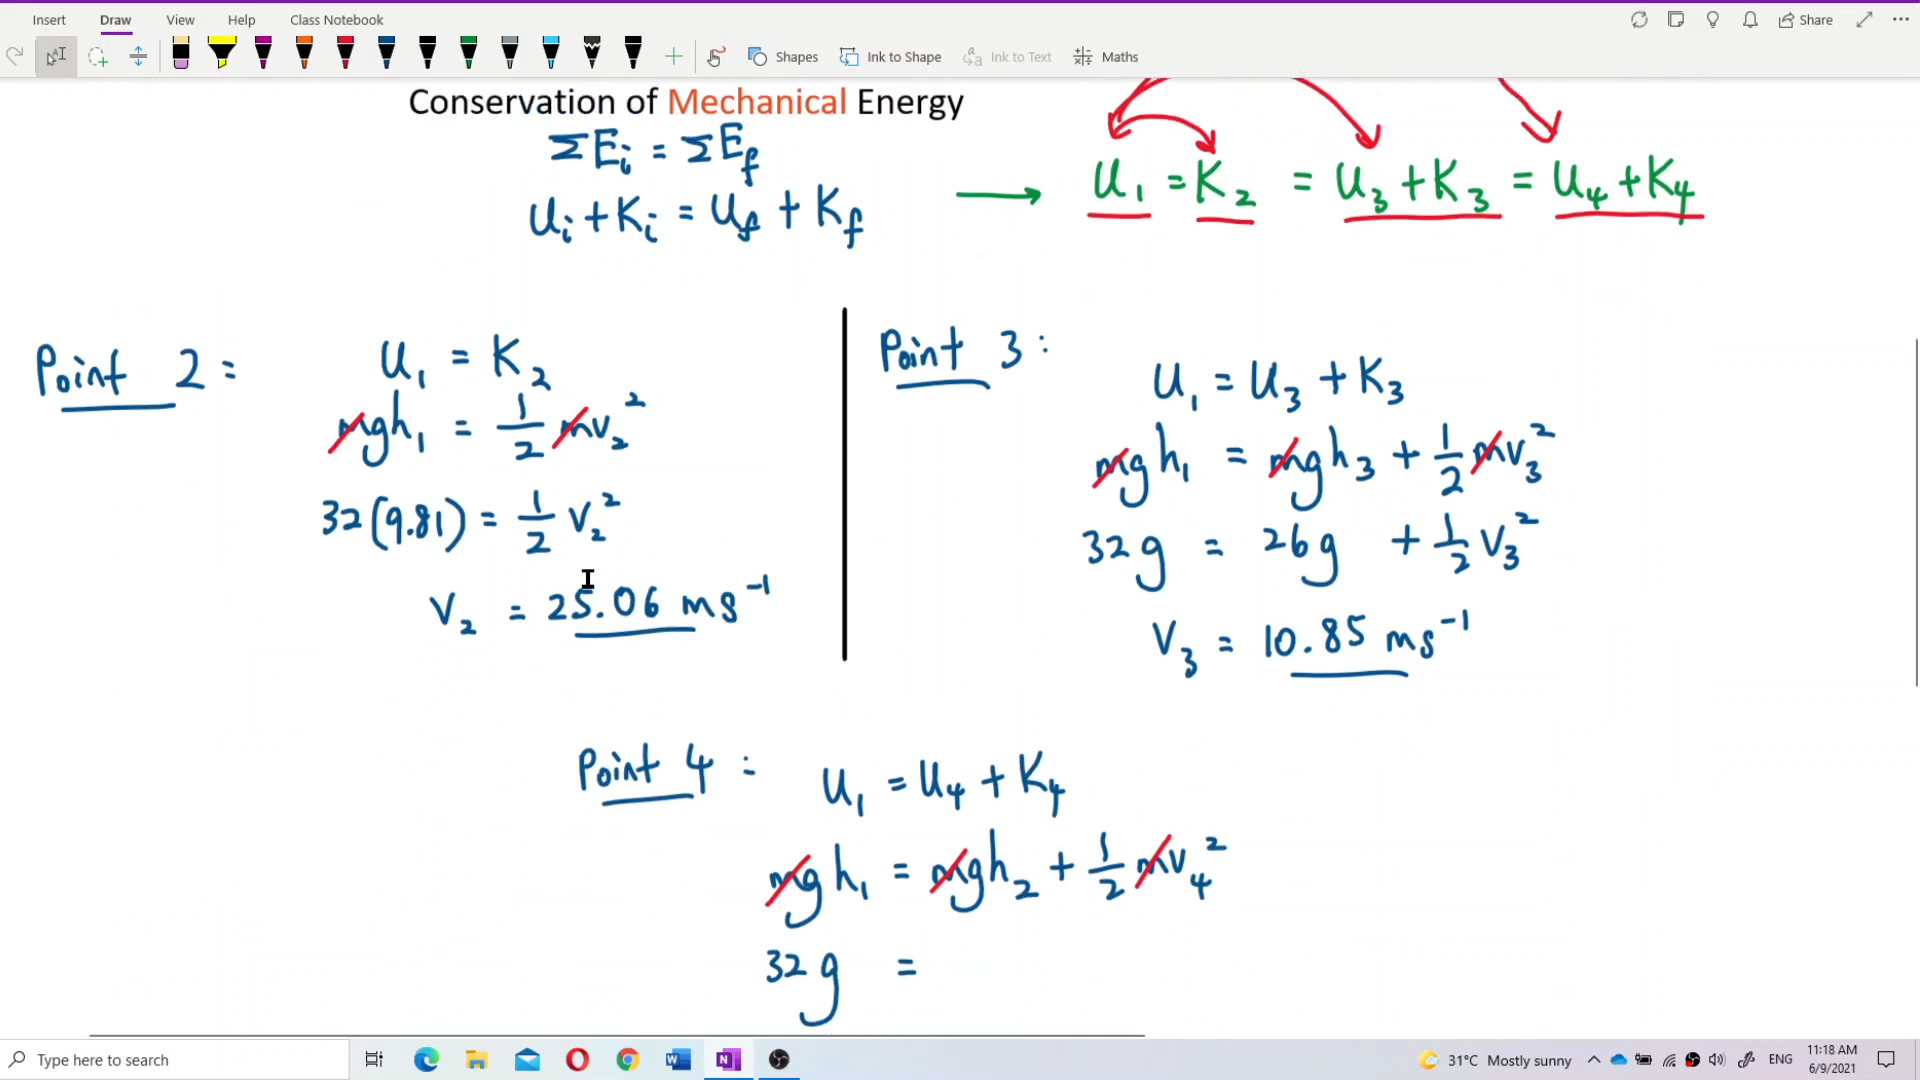 Insert Draw View Help Class Notebook
Share
Shapes Ink to Shape Ink to Text Maths
Conservation of Mechanical Energy
ΣEᵢ = ΣE_f
Uᵢ + Kᵢ = U_f + K_f
→ U₁ = K₂ = U₃ + K₃ = U₄ + K₄
Point 2:
U₁ = K₂
mgh₁ = 1/2 mv₂²
32(9.81) = 1/2 v₂²
v₂ = 25.06 ms⁻¹
Point 3:
U₁ = U₃ + K₃
mgh₁ = mgh₃ + 1/2 mv₃²
32g = 26g + 1/2 v₃²
v₃ = 10.85 ms⁻¹
Point 4: U₁ = U₄ + K₄
mgh₁ = mgh₂ + 1/2 mv₄²
32g =
Type here to search
31°C Mostly sunny
ENG
11:18 AM
6/9/2021